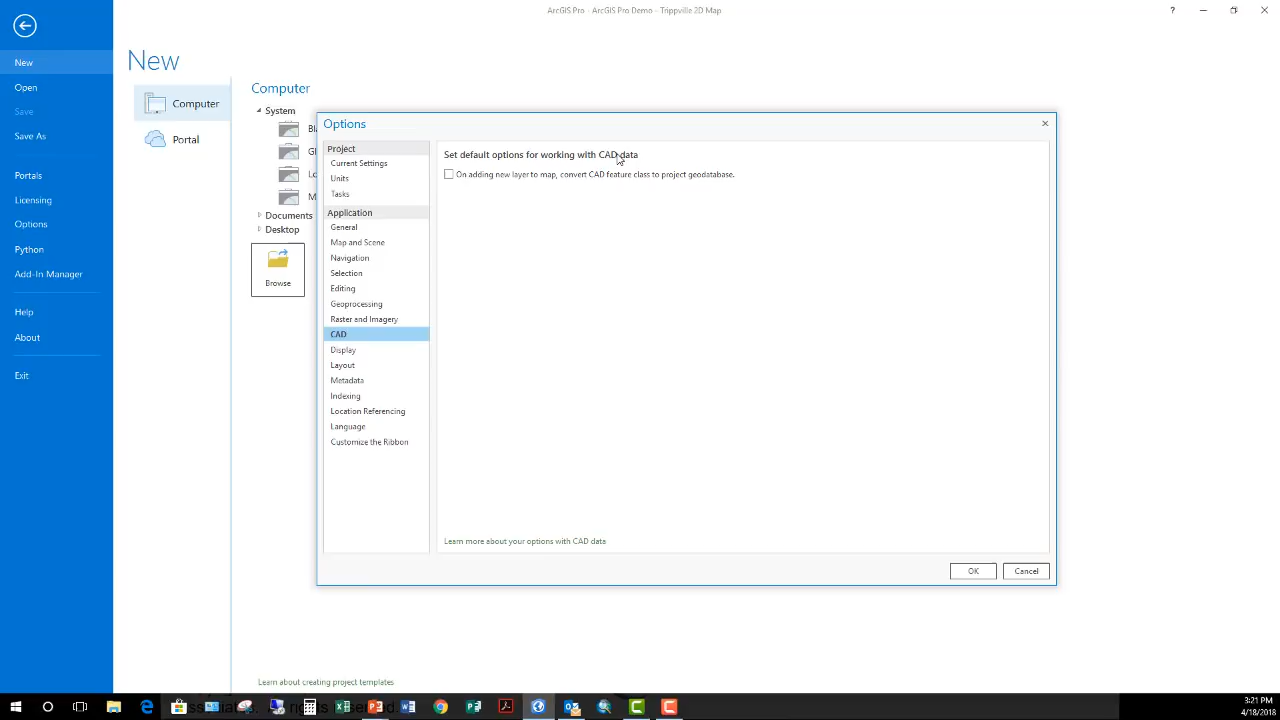 ArcGIS Pro - ArcGIS Pro Demo - Trippville 2D Map
?
New
Open
Save
Save As
Portals
Licensing
Options
Python
Add-In Manager
Help
About
Exit
New
Computer
Portal
Computer
System
Bl
Gl
Lo
M
Documents
Desktop
Browse
Learn about creating project templates
Options
Project
Current Settings
Units
Tasks
Application
General
Map and Scene
Navigation
Selection
Editing
Geoprocessing
Raster and Imagery
CAD
Display
Layout
Metadata
Indexing
Location Referencing
Language
Customize the Ribbon
Set default options for working with CAD data
On adding new layer to map, convert CAD feature class to project geodatabase.
Learn more about your options with CAD data
OK
Cancel
3:21 PM
4/18/2018